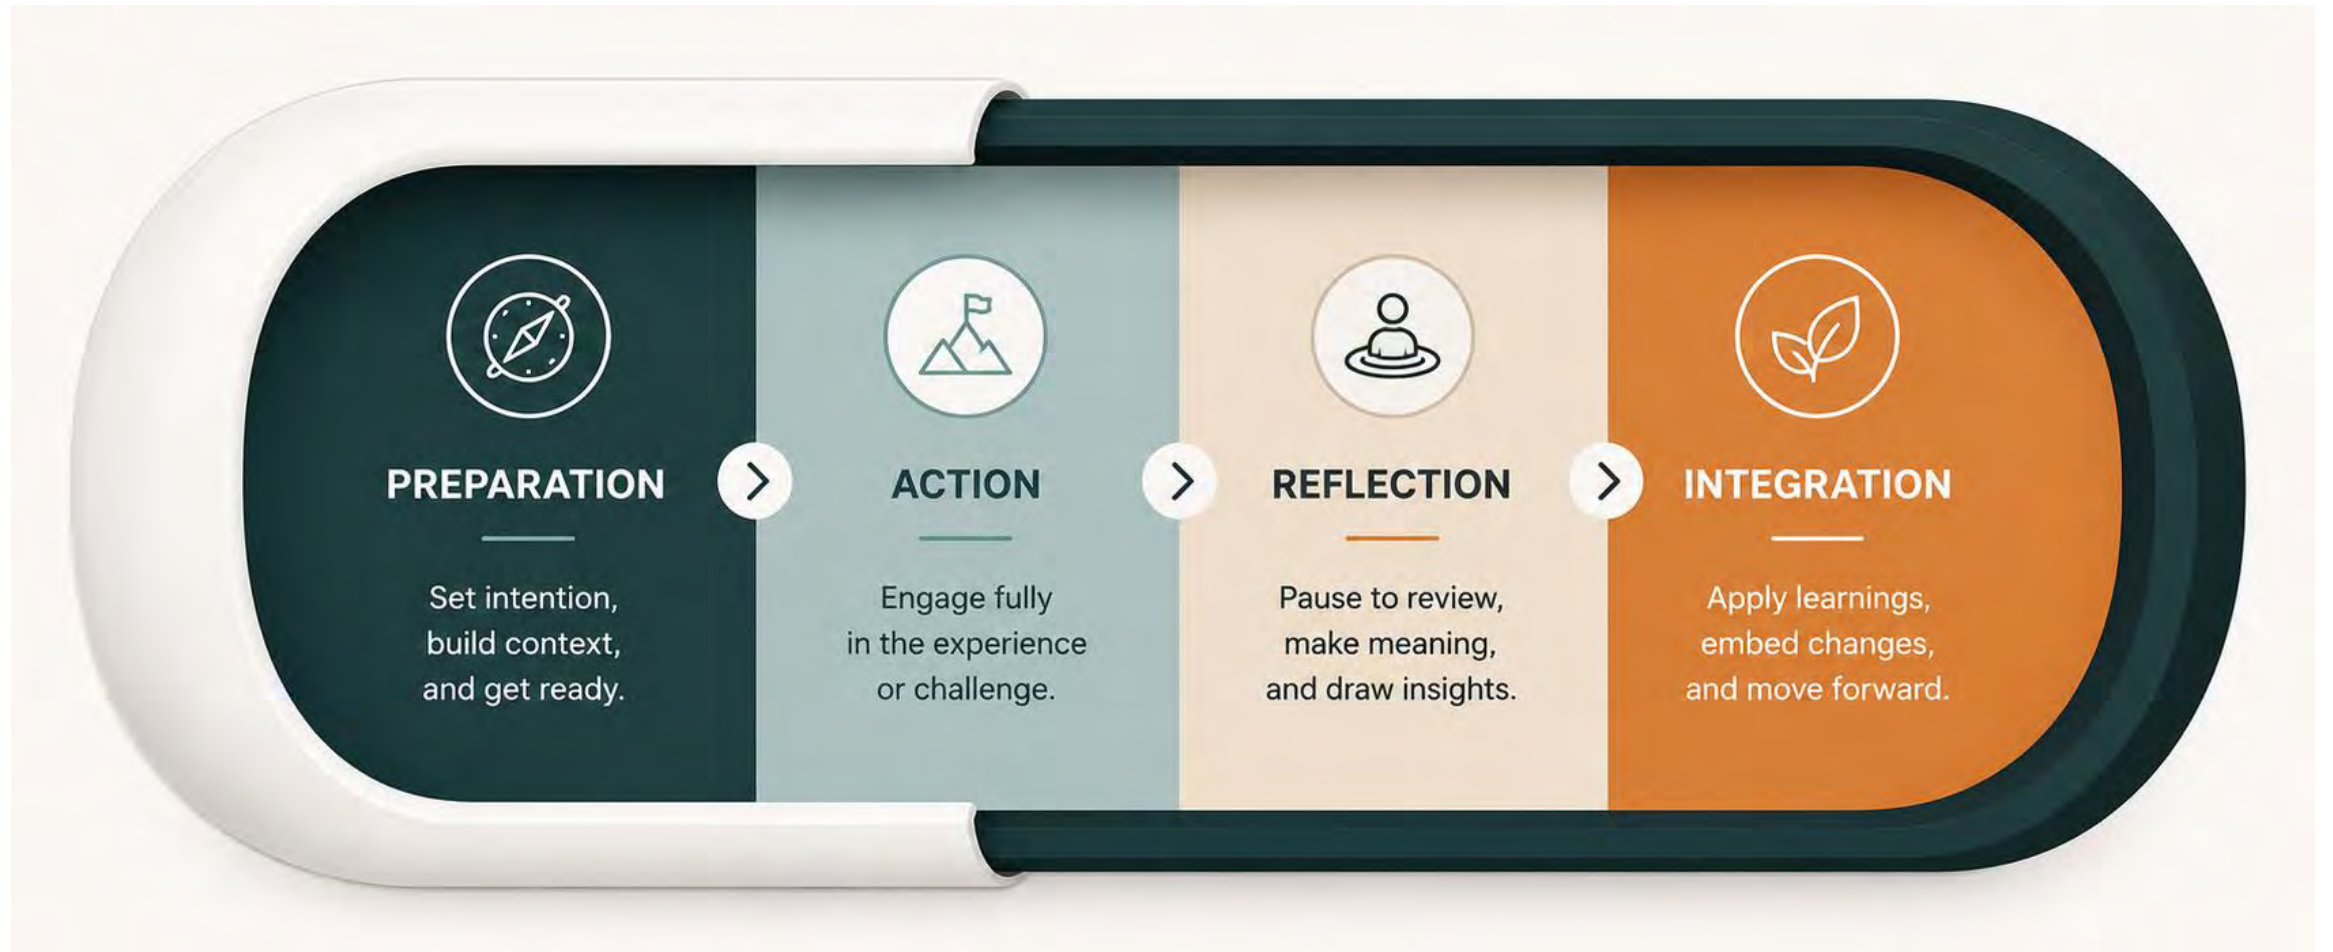 PREPARATION
Set intention,
build context,
and get ready.
ACTION
Engage fully
in the experience
or challenge.
REFLECTION
Pause to review,
make meaning,
and draw insights.
INTEGRATION
Apply learnings,
embed changes,
and move forward.